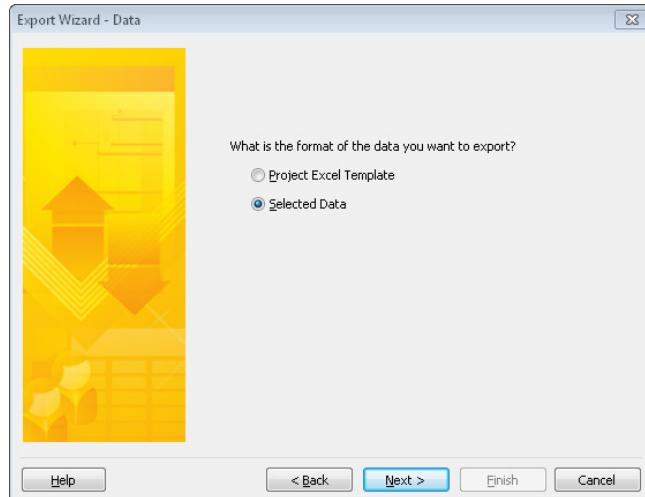 Export Wizard - Data
What is the format of the data you want to export?
Project Excel Template
Selected Data
Help
< Back
Next >
Finish
Cancel